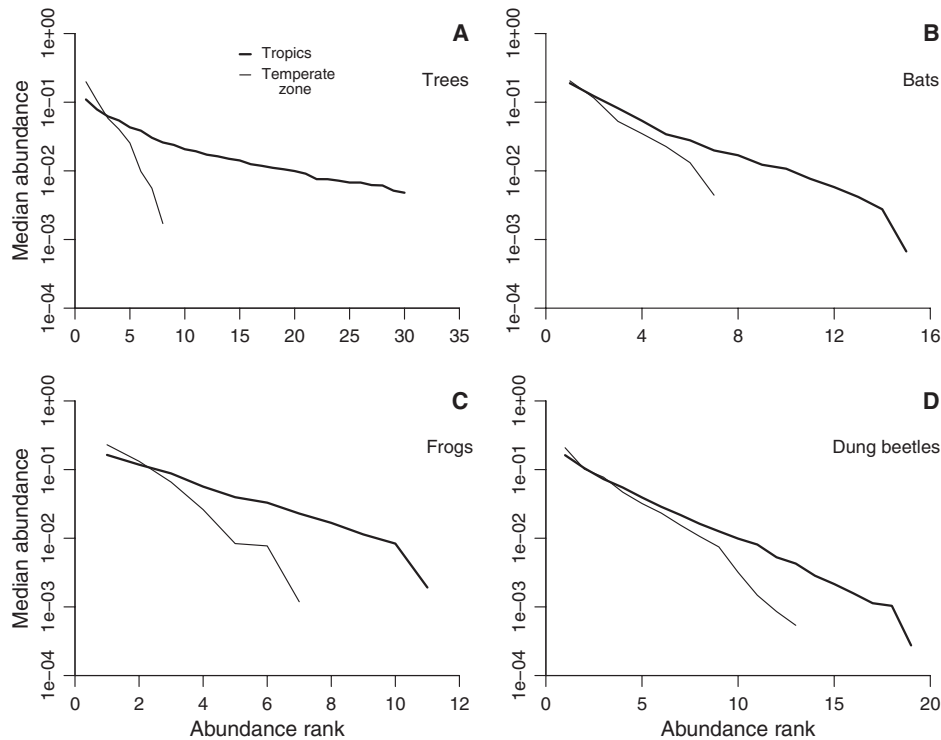 A
Tropics
Temperate
zone
Trees
Median abundance
1e+00
1e−01
1e−02
1e−03
1e−04
0 5 10 15 20 25 30 35
B
Bats
1e+00
1e−01
1e−02
1e−03
1e−04
0 4 8 12 16
C
Frogs
Median abundance
1e+00
1e−01
1e−02
1e−03
1e−04
0 2 4 6 8 10 12
Abundance rank
D
Dung beetles
1e+00
1e−01
1e−02
1e−03
1e−04
0 5 10 15 20
Abundance rank